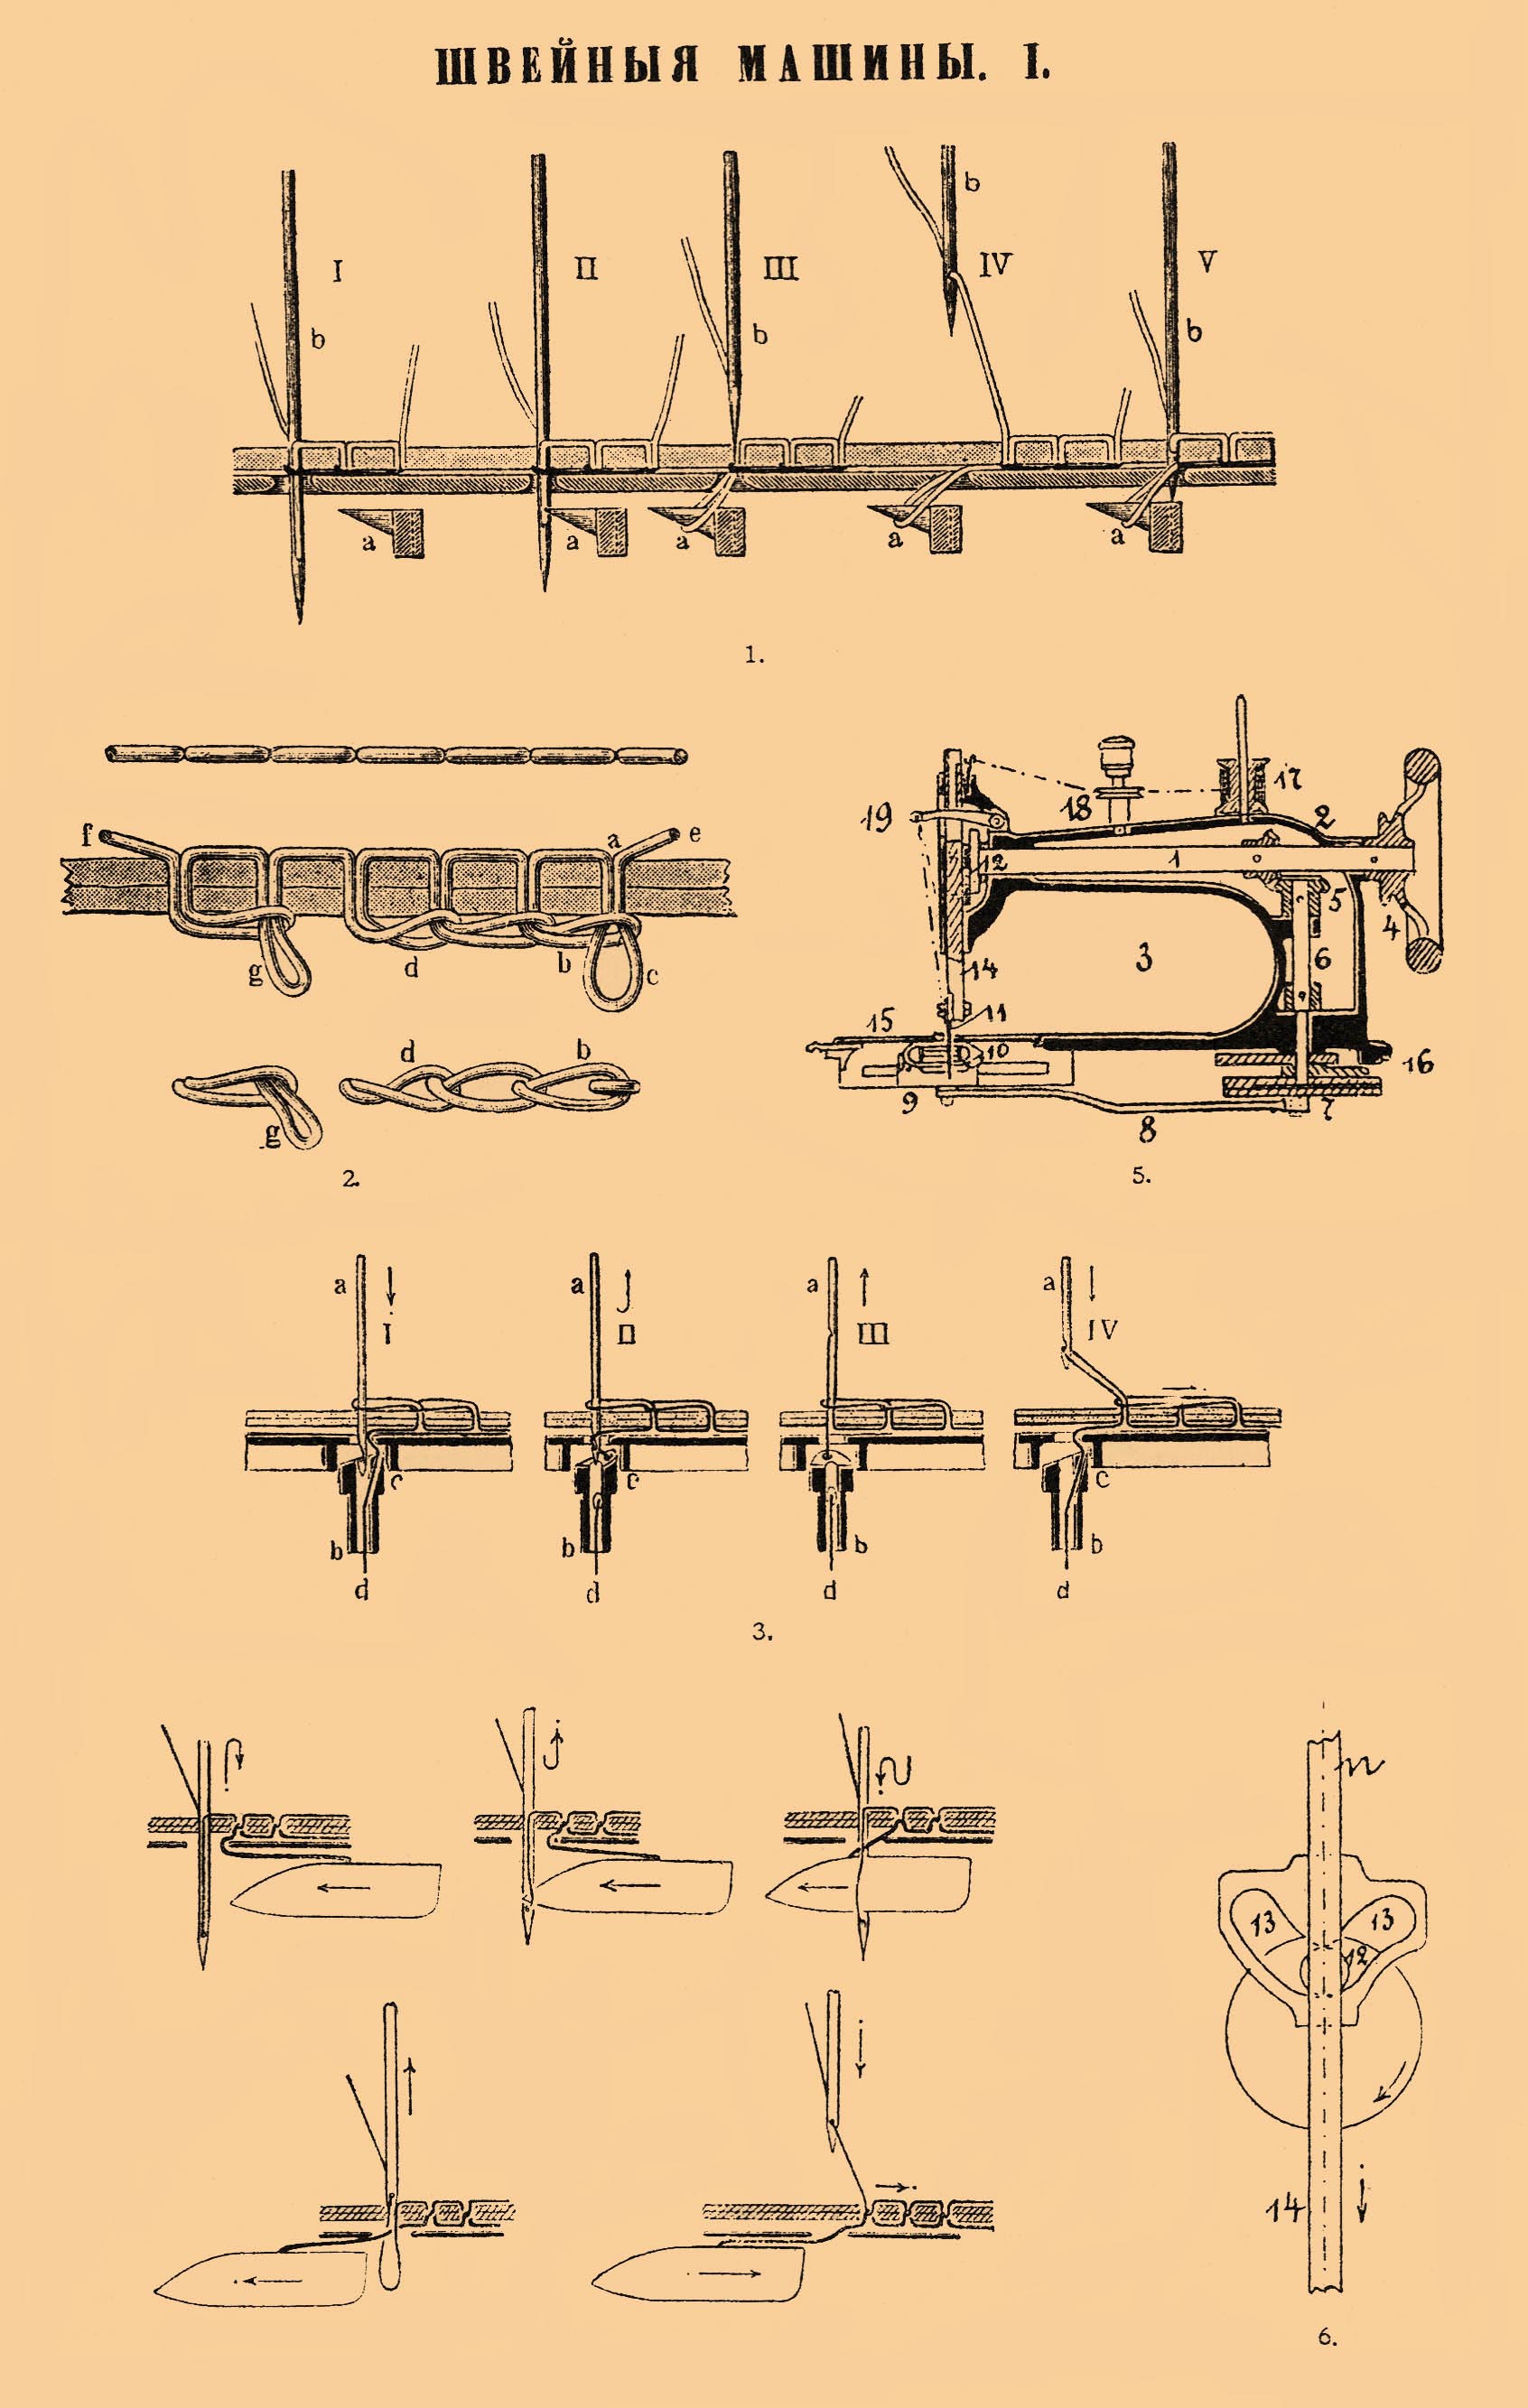 ШВЕЙНЫЯ МАШИНЫ. I.
I II III IV V
b b b b
a a a a a
1.
f a e
g d b c
d b
g
2.
17
18
19
2
12 1
5
4
3
6
14
11
15
10
16
9
7
8
5.
a a a a
I II III IV
c c c
b b b b
d d d d
3.
n
13 13
12
14
6.